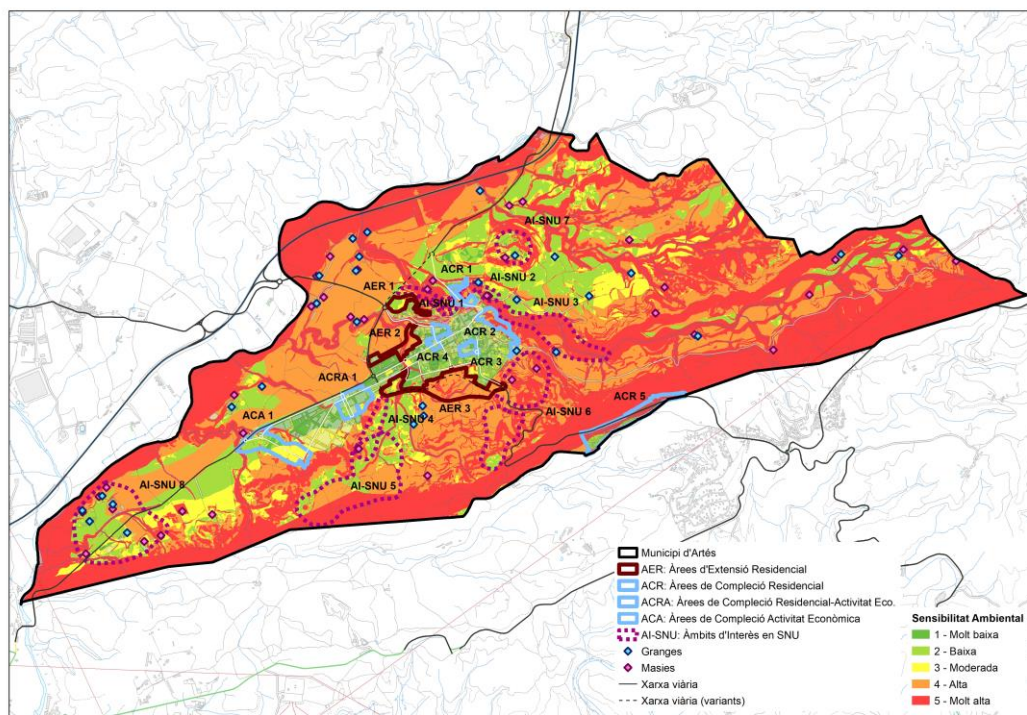 AI-SNU 7
ACR 1
AI-SNU 2
AER 1
AI-SNU 1
AI-SNU 3
AER 2
ACR 2
ACR 4
ACR 3
ACRA 1
ACR 5
ACA 1
AI-SNU 4
AER 3
AI-SNU 6
AI-SNU 8
AI-SNU 5
Municipi d'Artés
AER: Àrees d'Extensió Residencial
ACR: Àrees de Compleció Residencial
ACRA: Àrees de Compleció Residencial-Activitat Eco.
ACA: Àrees de Compleció Activitat Econòmica
AI-SNU: Àmbits d'Interès en SNU
Granges
Masies
Xarxa viària
Xarxa viària (variants)
Sensibilitat Ambiental
1 - Molt baixa
2 - Baixa
3 - Moderada
4 - Alta
5 - Molt alta